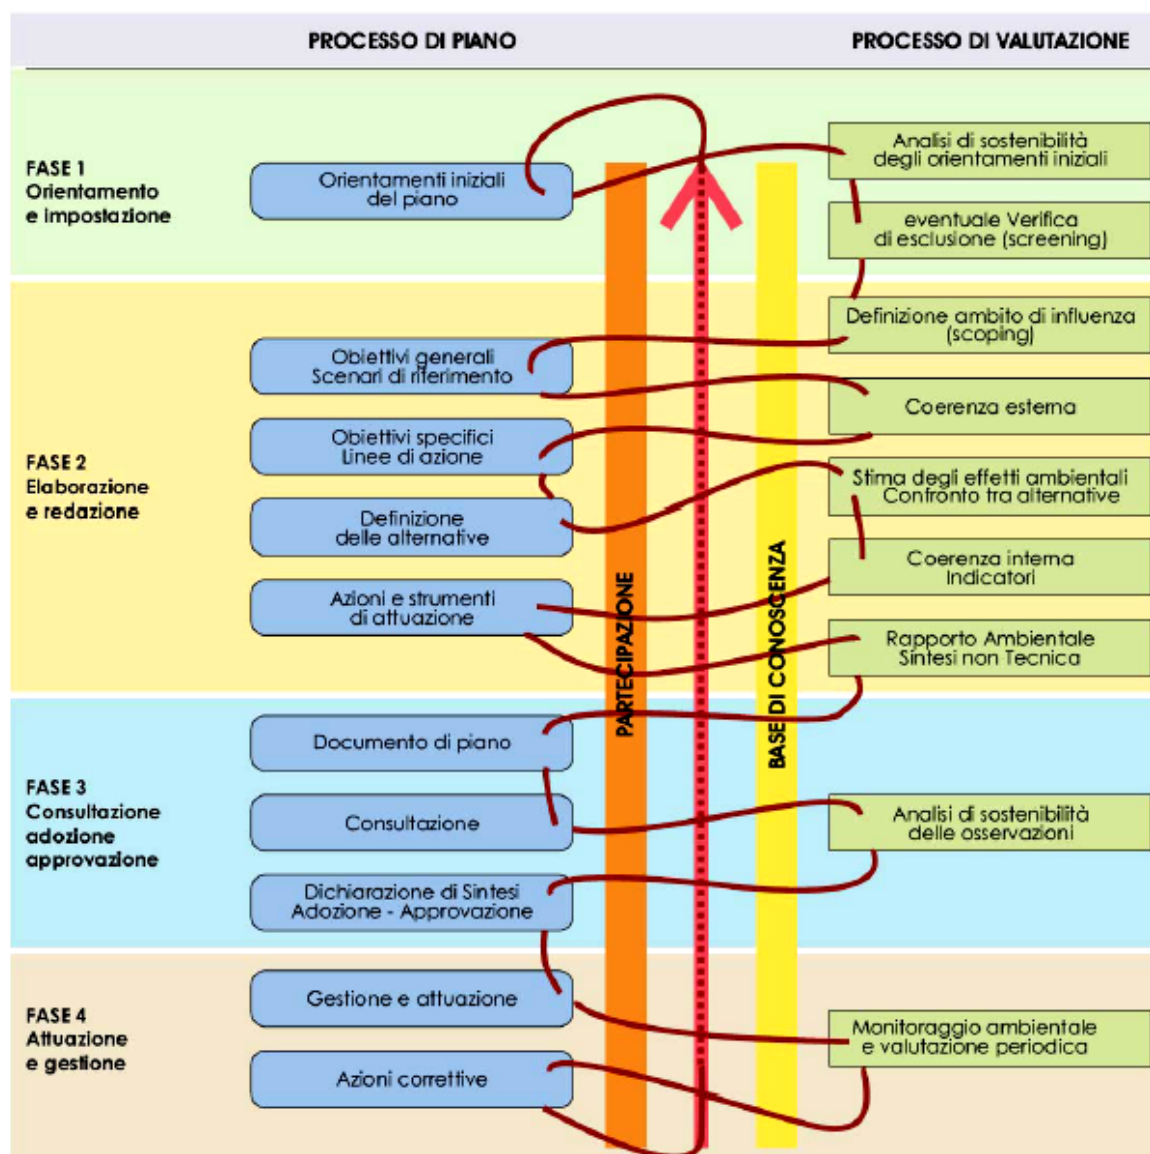 PROCESSO DI PIANO
PROCESSO DI VALUTAZIONE
FASE 1
Orientamento
e impostazione
Orientamenti iniziali
del piano
Analisi di sostenibilità
degli orientamenti iniziali
eventuale Verifica
di esclusione (screening)
FASE 2
Elaborazione
e redazione
Definizione ambito di influenza
(scoping)
Obiettivi generali
Scenari di riferimento
Coerenza esterna
Obiettivi specifici
Linee di azione
Stima degli effetti ambientali
Confronto tra alternative
Definizione
delle alternative
Coerenza interna
Indicatori
Azioni e strumenti
di attuazione
Rapporto Ambientale
Sintesi non Tecnica
PARTECIPAZIONE
BASE DI CONOSCENZA
FASE 3
Consultazione
adozione
approvazione
Documento di piano
Consultazione
Analisi di sostenibilità
delle osservazioni
Dichiarazione di Sintesi
Adozione - Approvazione
FASE 4
Attuazione
e gestione
Gestione e attuazione
Monitoraggio ambientale
e valutazione periodica
Azioni correttive